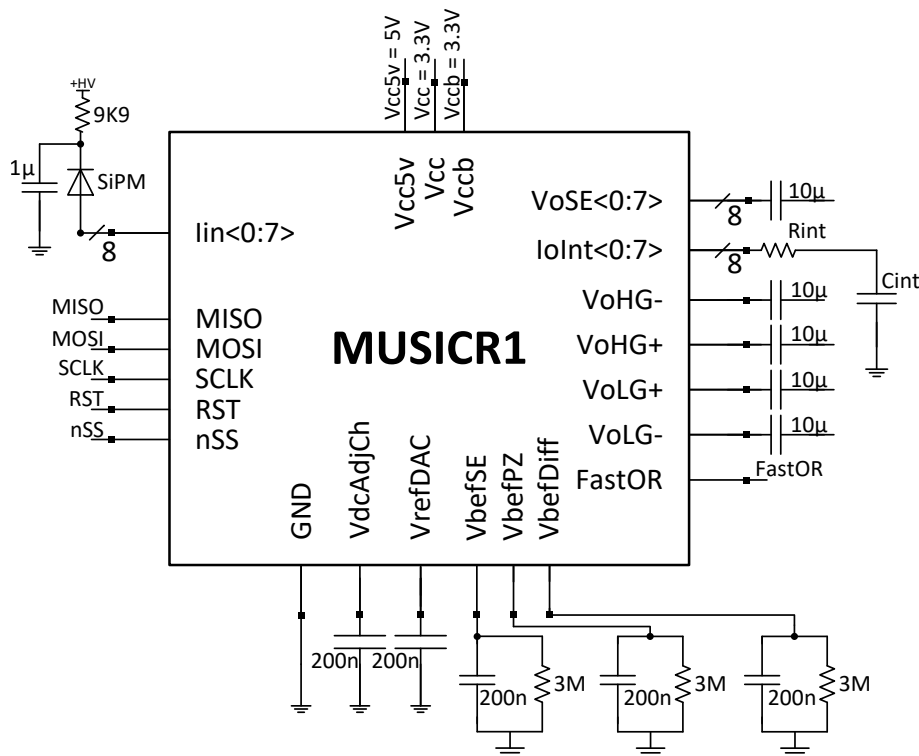 Vcc5v = 5V
Vcc = 3.3V
Vccb = 3.3V
+HV
9K9
1µ
SiPM
8
Iin<0:7>
Vcc5v
Vcc
Vccb
VoSE<0:7>
8
10µ
IoInt<0:7>
8
Rint
Cint
VoHG-
10µ
VoHG+
10µ
VoLG+
10µ
VoLG-
10µ
FastOR
FastOR
MISO
MISO
MOSI
MOSI
SCLK
SCLK
RST
RST
nSS
nSS
MUSICR1
GND
VdcAdjCh
VrefDAC
VbefSE
VbefPZ
VbefDiff
200n
200n
200n
3M
200n
3M
200n
3M